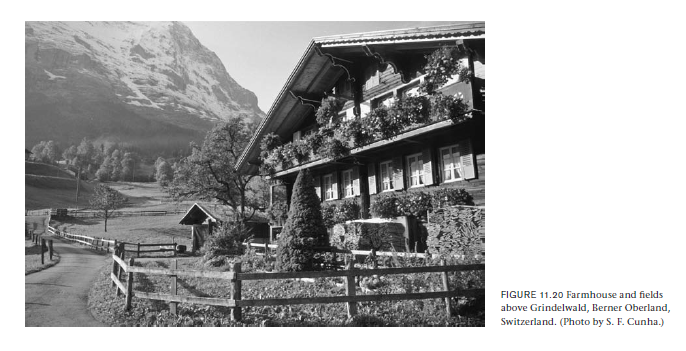 FIGURE 11.20 Farmhouse and fields
above Grindelwald, Berner Oberland,
Switzerland. (Photo by S. F. Cunha.)